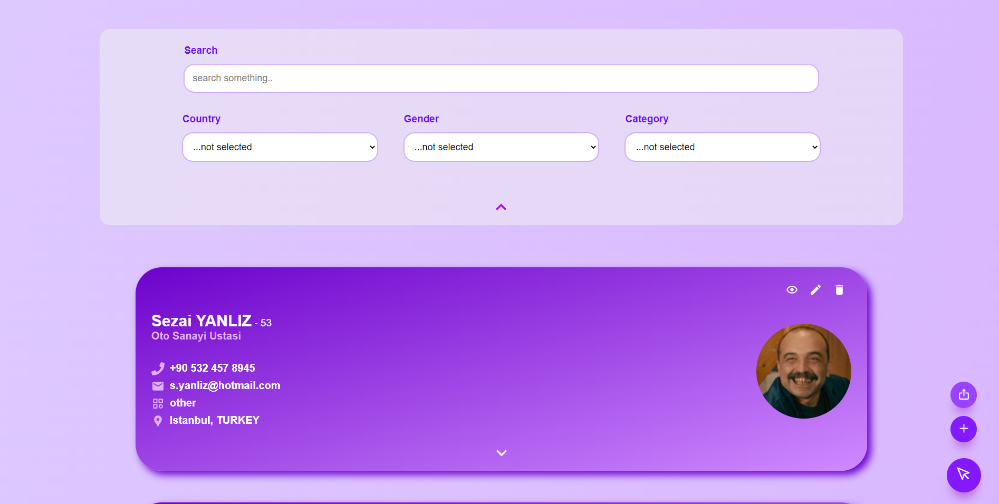 Search
search something..
Country Gender Category
...not selected ...not selected ...not selected
Sezai YANLIZ - 53
Oto Sanayi Ustasi
+90 532 457 8945
s.yanliz@hotmail.com
other
Istanbul, TURKEY